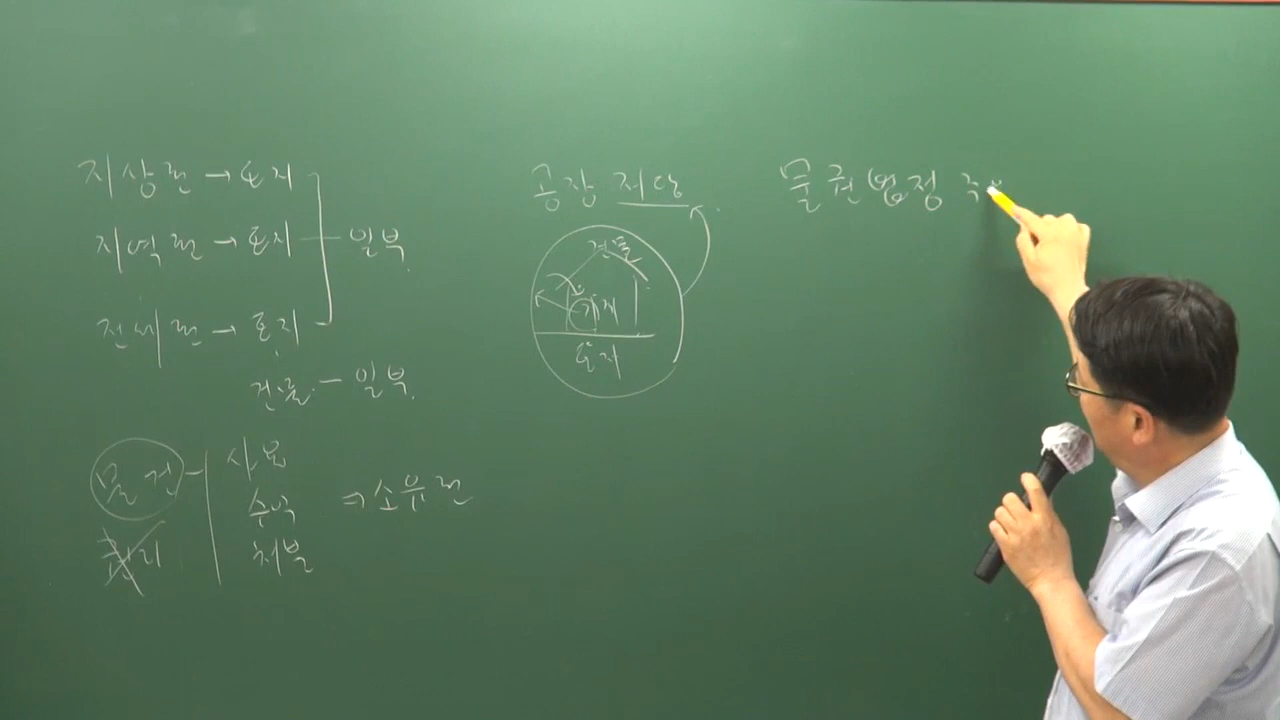 지상권 → 토지
지역권 → 토지 일부
전세권 → 토지
건물 - 일부
물건 사용
수익 ⇒ 소유권
권리 처분
공장 저당
건물
기계
토지
물권법정 주